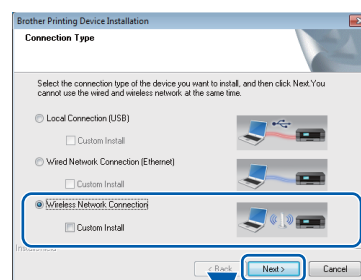 Brother Printing Device Installation
Connection Type
Select the connection type of the device you want to install, and then click Next. You
cannot use the wired and wireless network at the same time.
Local Connection (USB)
Custom Install
Wired Network Connection (Ethernet)
Custom Install
Wireless Network Connection
Custom Install
< Back
Next >
Cancel